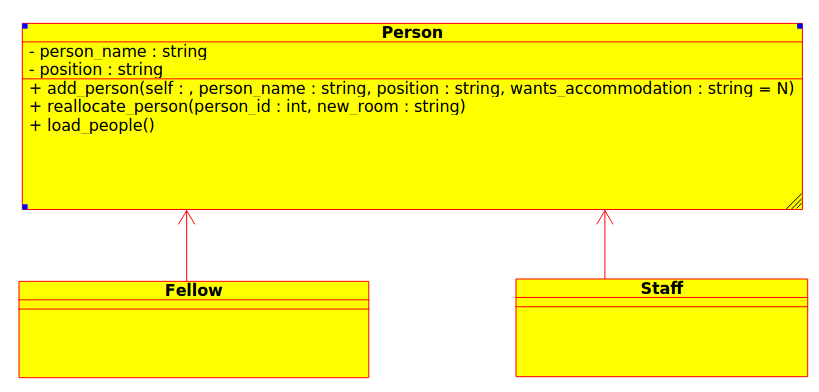 Person
- person_name : string
- position : string
+ add_person(self : , person_name : string, position : string, wants_accommodation : string = N)
+ reallocate_person(person_id : int, new_room : string)
+ load_people()
Fellow
Staff